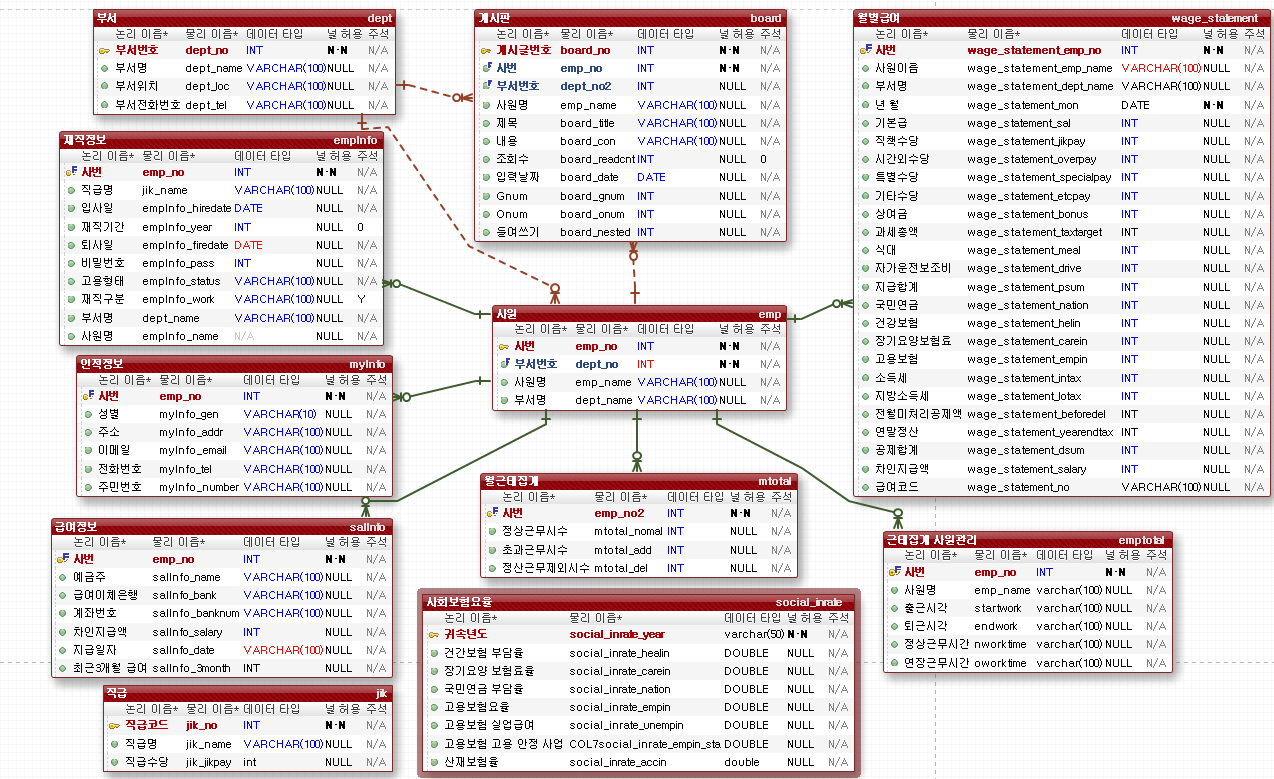 부서 dept
논리 이름* 물리 이름* 데이터 타입 널 허용 주석
부서번호 dept_no INT N-N N/A
부서명 dept_name VARCHAR(100) NULL N/A
부서위치 dept_loc VARCHAR(100) NULL N/A
부서전화번호 dept_tel VARCHAR(100) NULL N/A
게시판 board
논리 이름* 물리 이름* 데이터 타입 널 허용 주석
게시글번호 board_no INT N-N N/A
사번 emp_no INT N-N N/A
부서번호 dept_no2 INT NULL N/A
사원명 emp_name VARCHAR(100) NULL N/A
제목 board_title VARCHAR(100) NULL N/A
내용 board_con VARCHAR(100) NULL N/A
조회수 board_readcnt INT NULL 0
입력날짜 board_date DATE NULL N/A
Gnum board_gnum INT NULL N/A
Onum board_onum INT NULL N/A
들여쓰기 board_nested INT NULL N/A
월별급여 wage_statement
논리 이름* 물리 이름* 데이터 타입 널 허용 주석
사번 wage_statement_emp_no INT N-N N/A
사원이름 wage_statement_emp_name VARCHAR(100) NULL N/A
부서명 wage_statement_dept_name VARCHAR(100) NULL N/A
년 월 wage_statement_mon DATE N-N N/A
기본급 wage_statement_sal INT NULL N/A
직책수당 wage_statement_jikpay INT NULL N/A
시간외수당 wage_statement_overpay INT NULL N/A
특별수당 wage_statement_specialpay INT NULL N/A
기타수당 wage_statement_etcpay INT NULL N/A
상여금 wage_statement_bonus INT NULL N/A
과세총액 wage_statement_taxtarget INT NULL N/A
식대 wage_statement_meal INT NULL N/A
자가운전보조비 wage_statement_drive INT NULL N/A
지급합계 wage_statement_psum INT NULL N/A
국민연금 wage_statement_nation INT NULL N/A
건강보험 wage_statement_helin INT NULL N/A
장기요양보험료 wage_statement_carein INT NULL N/A
고용보험 wage_statement_empin INT NULL N/A
소득세 wage_statement_intax INT NULL N/A
지방소득세 wage_statement_lotax INT NULL N/A
전월미처리공제액 wage_statement_beforedel INT NULL N/A
연말정산 wage_statement_yearendtax INT NULL N/A
공제합계 wage_statement_dsum INT NULL N/A
차인지급액 wage_statement_salary INT NULL N/A
급여코드 wage_statement_no VARCHAR(100) NULL N/A
재직정보 empInfo
논리 이름* 물리 이름* 데이터 타입 널 허용 주석
사번 emp_no INT N-N N/A
직급명 jik_name VARCHAR(100) NULL N/A
입사일 empInfo_hiredate DATE NULL N/A
재직기간 empInfo_year INT NULL 0
퇴사일 empInfo_firedate DATE NULL N/A
비밀번호 empInfo_pass INT NULL N/A
고용형태 empInfo_status VARCHAR(100) NULL N/A
재직구분 empInfo_work VARCHAR(100) NULL Y
부서명 dept_name VARCHAR(100) NULL N/A
사원명 empInfo_name N/A NULL N/A
사원 emp
논리 이름* 물리 이름* 데이터 타입 널 허용 주석
사번 emp_no INT N-N N/A
부서번호 dept_no INT N-N N/A
사원명 emp_name VARCHAR(100) NULL N/A
부서명 dept_name VARCHAR(100) NULL N/A
인적정보 myInfo
논리 이름* 물리 이름* 데이터 타입 널 허용 주석
사번 emp_no INT N-N N/A
성별 myInfo_gen VARCHAR(10) NULL N/A
주소 myInfo_addr VARCHAR(100) NULL N/A
이메일 myInfo_email VARCHAR(100) NULL N/A
전화번호 myInfo_tel VARCHAR(100) NULL N/A
주민번호 myInfo_number VARCHAR(100) NULL N/A
월근태집계 mtotal
논리 이름* 물리 이름* 데이터 타입 널 허용 주석
사번 emp_no2 INT N-N N/A
정상근무시수 mtotal_nomal INT NULL N/A
초과근무시수 mtotal_add INT NULL N/A
정산근무제외시수 mtotal_del INT NULL N/A
급여정보 salInfo
논리 이름* 물리 이름* 데이터 타입 널 허용 주석
사번 emp_no INT N-N N/A
예금주 salInfo_name VARCHAR(100) NULL N/A
급여이체은행 salInfo_bank VARCHAR(100) NULL N/A
계좌번호 salInfo_banknum VARCHAR(100) NULL N/A
차인지급액 salInfo_salary INT NULL N/A
지급일자 salInfo_date VARCHAR(100) NULL N/A
최근3개월 급여 salInfo_3month INT NULL N/A
근태집계 사원관리 emptotal
논리 이름* 물리 이름* 데이터 타입 널 허용 주석
사번 emp_no INT N-N N/A
사원명 emp_name varchar(100) NULL N/A
출근시각 startwork varchar(100) NULL N/A
퇴근시각 endwork varchar(100) NULL N/A
정상근무시간 nworktime varchar(100) NULL N/A
연장근무시간 oworktime varchar(100) NULL N/A
사회보험요율 social_inrate
논리 이름* 물리 이름* 데이터 타입 널 허용 주석
귀속년도 social_inrate_year varchar(50) N-N N/A
건간보험 부담율 social_inrate_healin DOUBLE NULL N/A
장기요양 보험료율 social_inrate_carein DOUBLE NULL N/A
국민연금 부담율 social_inrate_nation DOUBLE NULL N/A
고용보험요율 social_inrate_empin DOUBLE NULL N/A
고용보험 실업급여 social_inrate_unempin DOUBLE NULL N/A
고용보험 고용 안정 사업 COL7social_inrate_empin_sta DOUBLE NULL N/A
산재보험율 social_inrate_accin double NULL N/A
직급 jik
논리 이름* 물리 이름* 데이터 타입 널 허용 주석
직급코드 jik_no INT N-N N/A
직급명 jik_name VARCHAR(100) NULL N/A
직급수당 jik_jikpay int NULL N/A